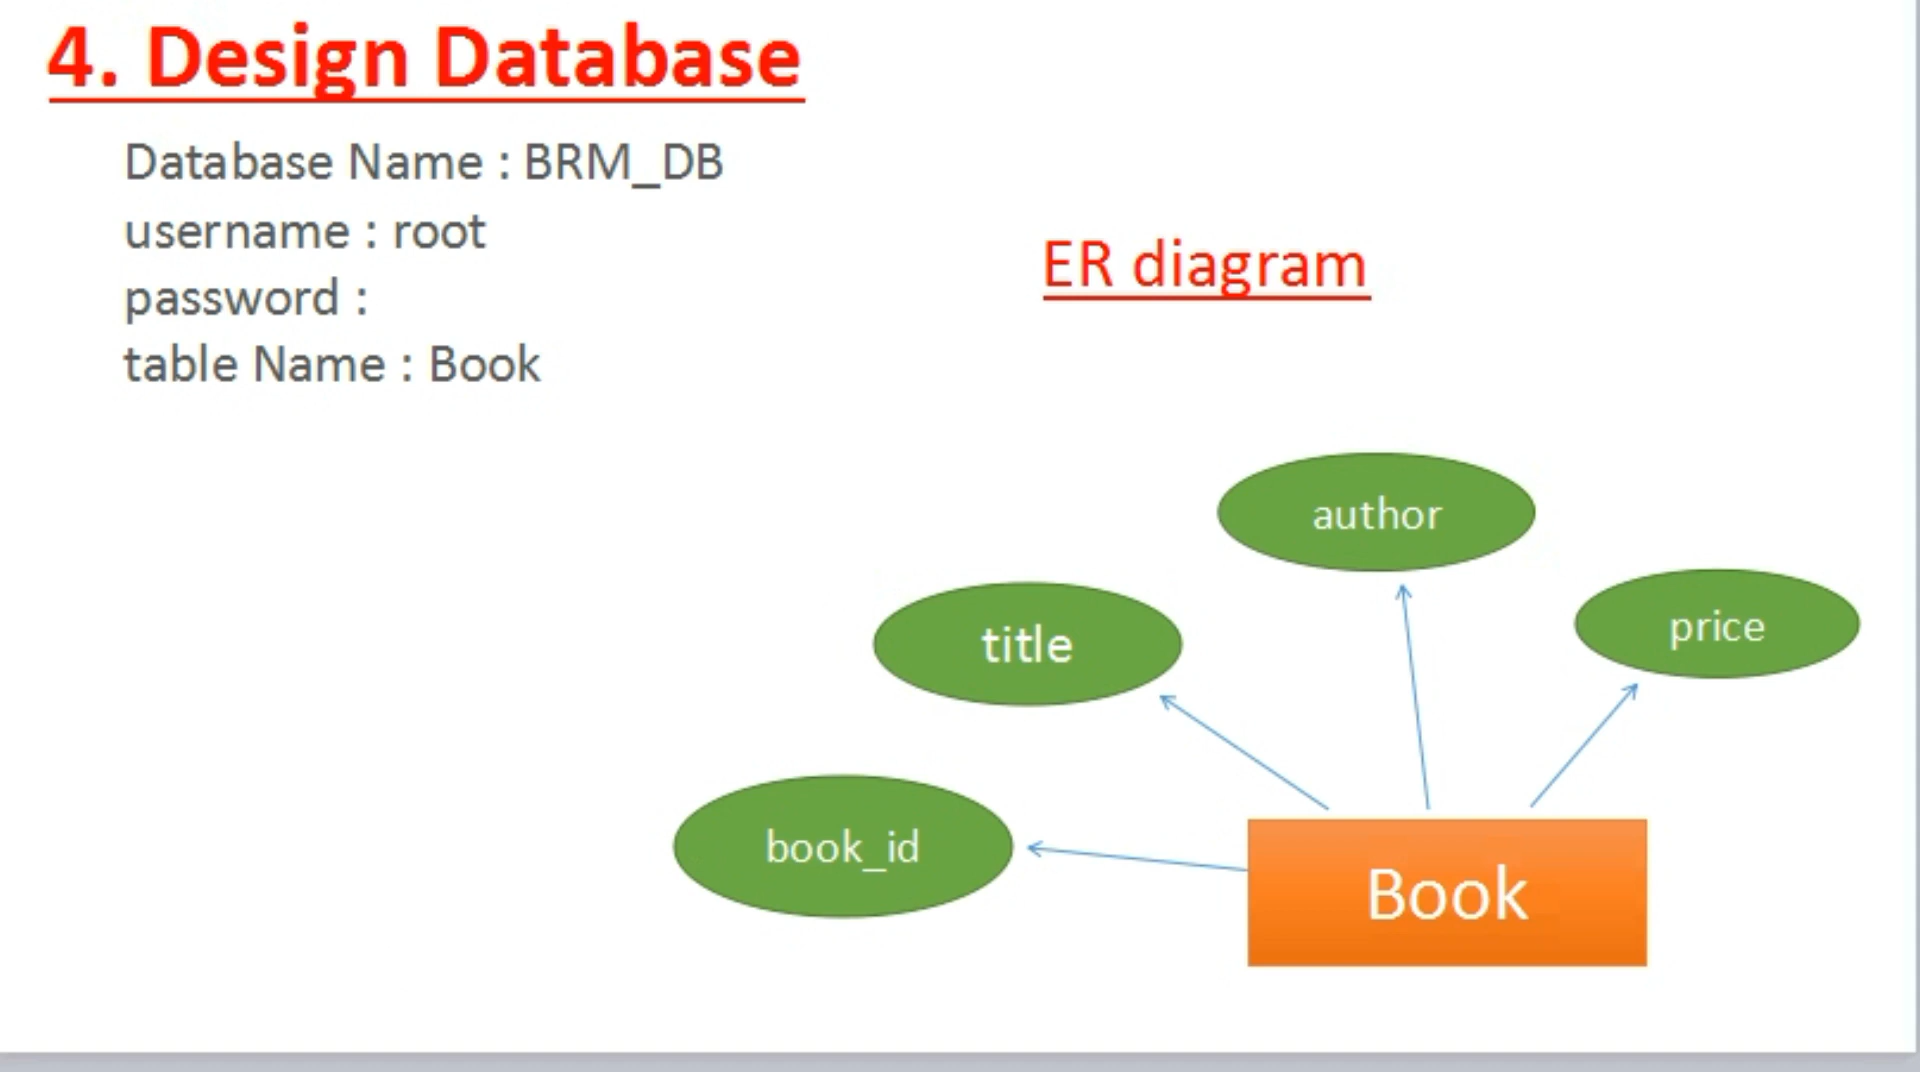 4. Design Database
Database Name : BRM_DB
username : root
password :
table Name : Book
ER diagram
author
title
price
book_id
Book